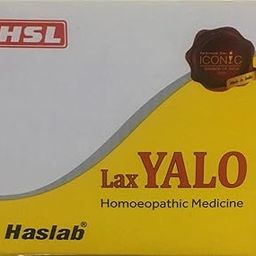 HSL
ICONIC
Lax YALO
Homoeopathic Medicine
Haslab®